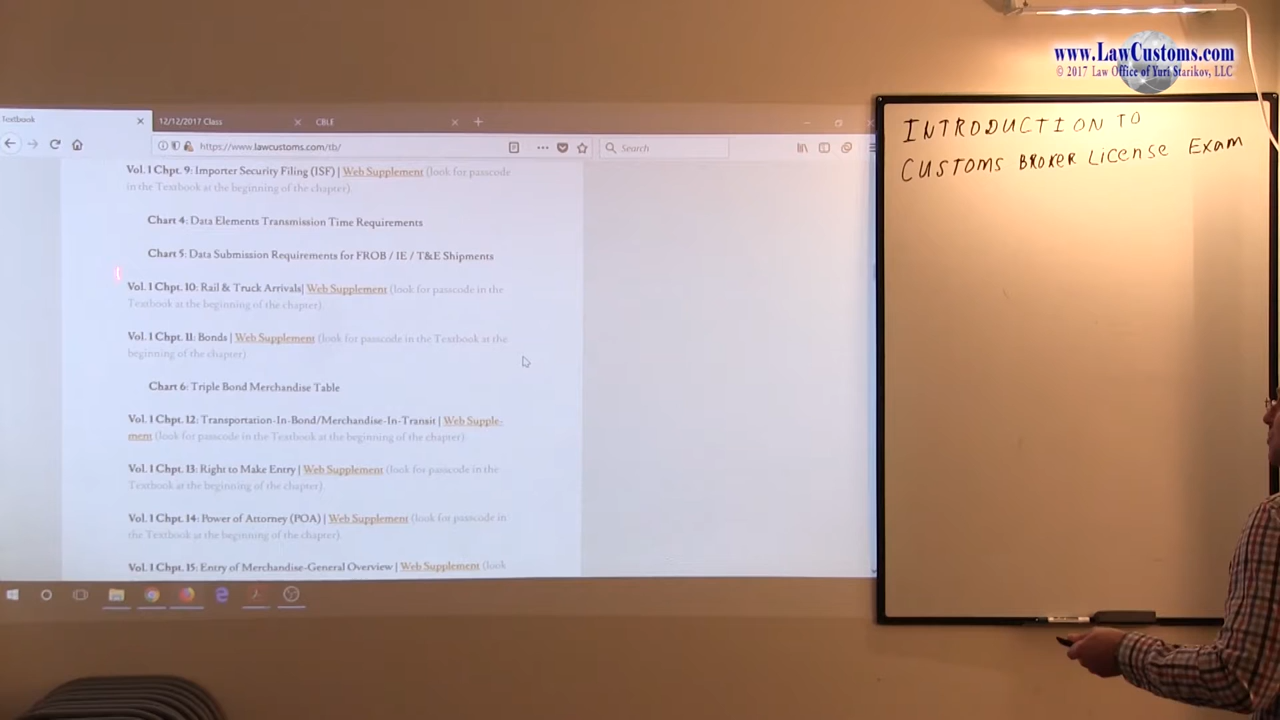 www.LawCustoms.com
© 2017 Law Office of Yuri Starikov, LLC
INTRODUCTION TO
CUSTOMS BROKER LICENSE EXAM
Textbook
12/12/2017 Class
CBLE
https://www.lawcustoms.com/tb/
Search
Vol. 1 Chpt. 9: Importer Security Filing (ISF) | Web Supplement (look for passcode
in the Textbook at the beginning of the chapter).
Chart 4: Data Elements Transmission Time Requirements
Chart 5: Data Submission Requirements for FROB / IE / T&E Shipments
Vol. 1 Chpt. 10: Rail & Truck Arrivals| Web Supplement (look for passcode in the
Textbook at the beginning of the chapter).
Vol. 1 Chpt. 11: Bonds | Web Supplement (look for passcode in the Textbook at the
beginning of the chapter)
Chart 6: Triple Bond Merchandise Table
Vol. 1 Chpt. 12: Transportation-In-Bond/Merchandise-In-Transit | Web Supple-
ment (look for passcode in the Textbook at the beginning of the chapter)
Vol. 1 Chpt. 13: Right to Make Entry | Web Supplement (look for passcode in the
Textbook at the beginning of the chapter).
Vol. 1 Chpt. 14: Power of Attorney (POA) | Web Supplement (look for passcode in
the Textbook at the beginning of the chapter).
Vol. 1 Chpt. 15: Entry of Merchandise-General Overview | Web Supplement (look